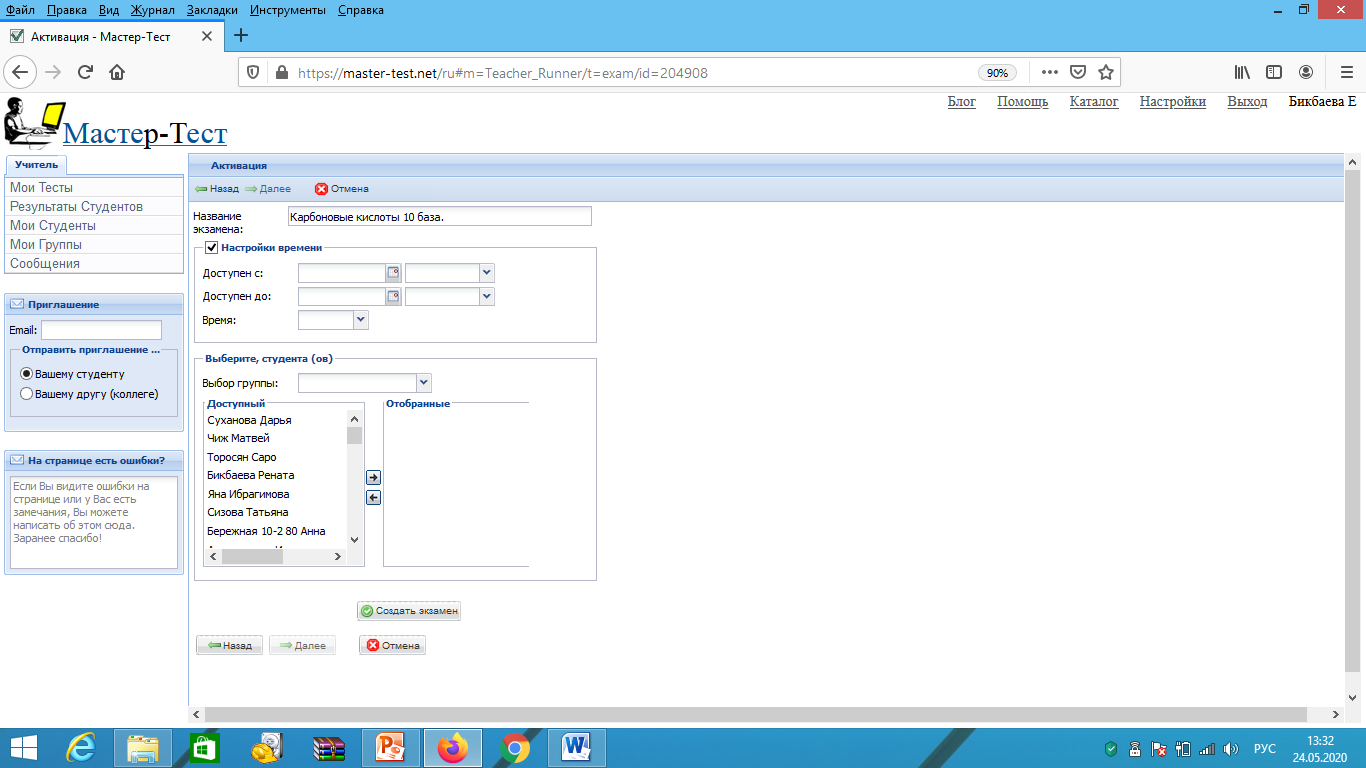 Файл Правка Вид Журнал Закладки Инструменты Справка
Активация - Мастер-Тест
https://master-test.net/ru#m=Teacher_Runner/t=exam/id=204908
90%
Блог Помощь Каталог Настройки Выход Бикбаева Е
Мастер-Тест
Учитель
Мои Тесты
Результаты Студентов
Мои Студенты
Мои Группы
Сообщения
Приглашение
Email:
Отправить приглашение ...
Вашему студенту
Вашему другу (коллеге)
На странице есть ошибки?
Если Вы видите ошибки на
странице или у Вас есть
замечания, Вы можете
написать об этом сюда.
Заранее спасибо!
Активация
Назад Далее Отмена
Название
экзамена:
Карбоновые кислоты 10 база.
Настройки времени
Доступен с:
Доступен до:
Время:
Выберите, студента (ов)
Выбор группы:
Доступный
Суханова Дарья
Чиж Матвей
Торосян Саро
Бикбаева Рената
Яна Ибрагимова
Сизова Татьяна
Бережная 10-2 80 Анна
Отобранные
Создать экзамен
Назад Далее Отмена
РУС
13:32
24.05.2020